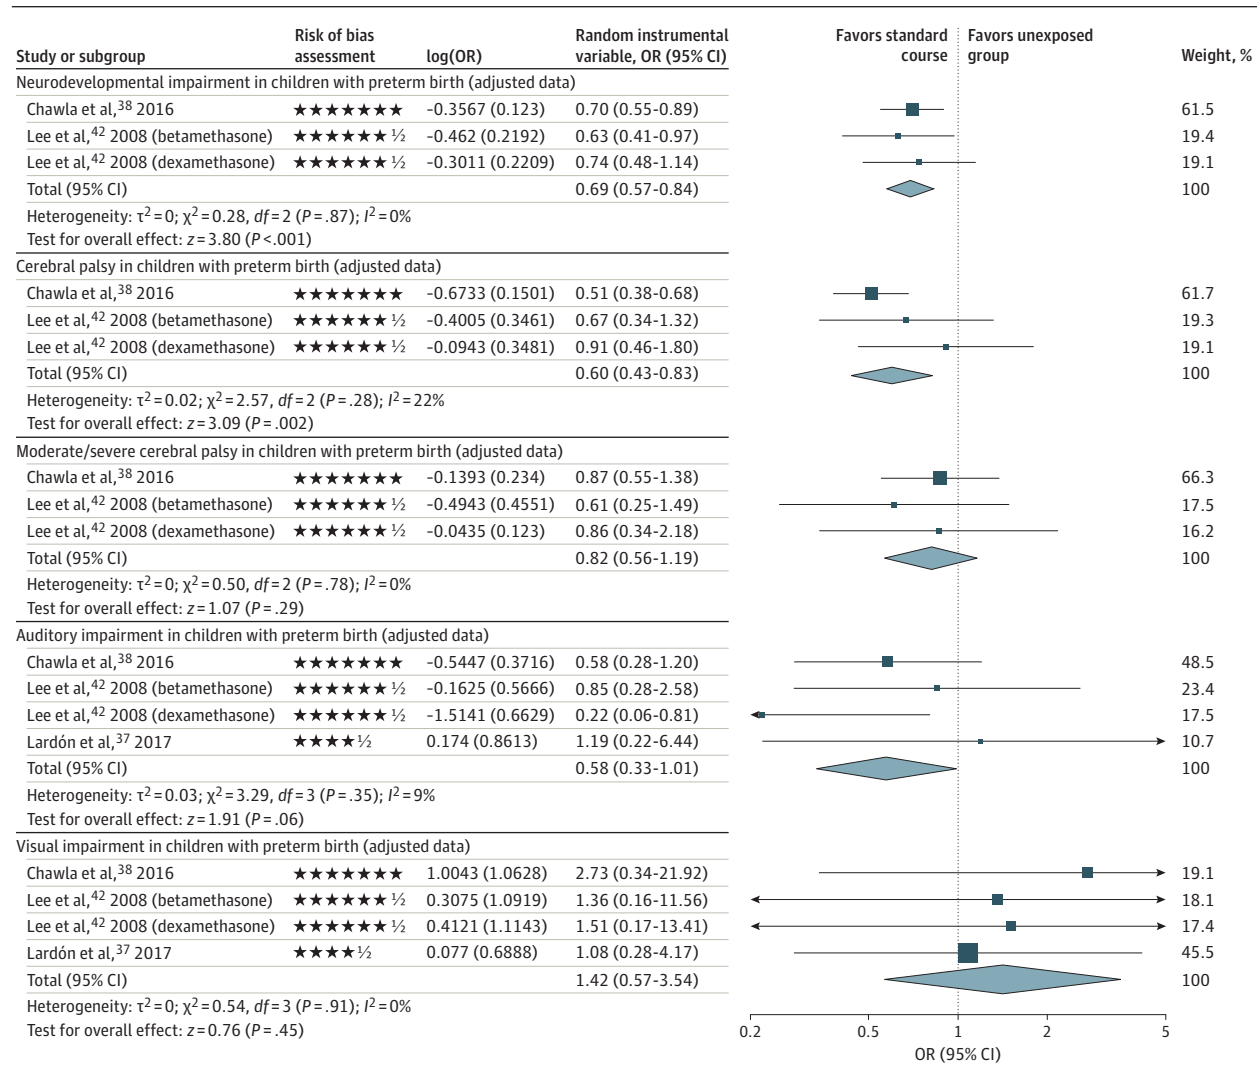 Study or subgroup Risk of bias assessment log(OR) Random instrumental variable, OR (95% CI) Favors standard course Favors unexposed group Weight, %
Neurodevelopmental impairment in children with preterm birth (adjusted data)
Chawla et al,38 2016 ★★★★★★★ -0.3567 (0.123) 0.70 (0.55-0.89) 61.5
Lee et al,42 2008 (betamethasone) ★★★★★★ ½ -0.462 (0.2192) 0.63 (0.41-0.97) 19.4
Lee et al,42 2008 (dexamethasone) ★★★★★★ ½ -0.3011 (0.2209) 0.74 (0.48-1.14) 19.1
Total (95% CI) 0.69 (0.57-0.84) 100
Heterogeneity: τ2=0; χ2=0.28, df=2 (P=.87); I2=0%
Test for overall effect: z=3.80 (P<.001)
Cerebral palsy in children with preterm birth (adjusted data)
Chawla et al,38 2016 ★★★★★★★ -0.6733 (0.1501) 0.51 (0.38-0.68) 61.7
Lee et al,42 2008 (betamethasone) ★★★★★★ ½ -0.4005 (0.3461) 0.67 (0.34-1.32) 19.3
Lee et al,42 2008 (dexamethasone) ★★★★★★ ½ -0.0943 (0.3481) 0.91 (0.46-1.80) 19.1
Total (95% CI) 0.60 (0.43-0.83) 100
Heterogeneity: τ2=0.02; χ2=2.57, df=2 (P=.28); I2=22%
Test for overall effect: z=3.09 (P=.002)
Moderate/severe cerebral palsy in children with preterm birth (adjusted data)
Chawla et al,38 2016 ★★★★★★★ -0.1393 (0.234) 0.87 (0.55-1.38) 66.3
Lee et al,42 2008 (betamethasone) ★★★★★★ ½ -0.4943 (0.4551) 0.61 (0.25-1.49) 17.5
Lee et al,42 2008 (dexamethasone) ★★★★★★ ½ -0.0435 (0.123) 0.86 (0.34-2.18) 16.2
Total (95% CI) 0.82 (0.56-1.19) 100
Heterogeneity: τ2=0; χ2=0.50, df=2 (P=.78); I2=0%
Test for overall effect: z=1.07 (P=.29)
Auditory impairment in children with preterm birth (adjusted data)
Chawla et al,38 2016 ★★★★★★★ -0.5447 (0.3716) 0.58 (0.28-1.20) 48.5
Lee et al,42 2008 (betamethasone) ★★★★★★ ½ -0.1625 (0.5666) 0.85 (0.28-2.58) 23.4
Lee et al,42 2008 (dexamethasone) ★★★★★★ ½ -1.5141 (0.6629) 0.22 (0.06-0.81) 17.5
Lardón et al,37 2017 ★★★★½ 0.174 (0.8613) 1.19 (0.22-6.44) 10.7
Total (95% CI) 0.58 (0.33-1.01) 100
Heterogeneity: τ2=0.03; χ2=3.29, df=3 (P=.35); I2=9%
Test for overall effect: z=1.91 (P=.06)
Visual impairment in children with preterm birth (adjusted data)
Chawla et al,38 2016 ★★★★★★★ 1.0043 (1.0628) 2.73 (0.34-21.92) 19.1
Lee et al,42 2008 (betamethasone) ★★★★★★ ½ 0.3075 (1.0919) 1.36 (0.16-11.56) 18.1
Lee et al,42 2008 (dexamethasone) ★★★★★★ ½ 0.4121 (1.1143) 1.51 (0.17-13.41) 17.4
Lardón et al,37 2017 ★★★★½ 0.077 (0.6888) 1.08 (0.28-4.17) 45.5
Total (95% CI) 1.42 (0.57-3.54) 100
Heterogeneity: τ2=0; χ2=0.54, df=3 (P=.91); I2=0%
Test for overall effect: z=0.76 (P=.45)
0.2 0.5 1 2 5
OR (95% CI)